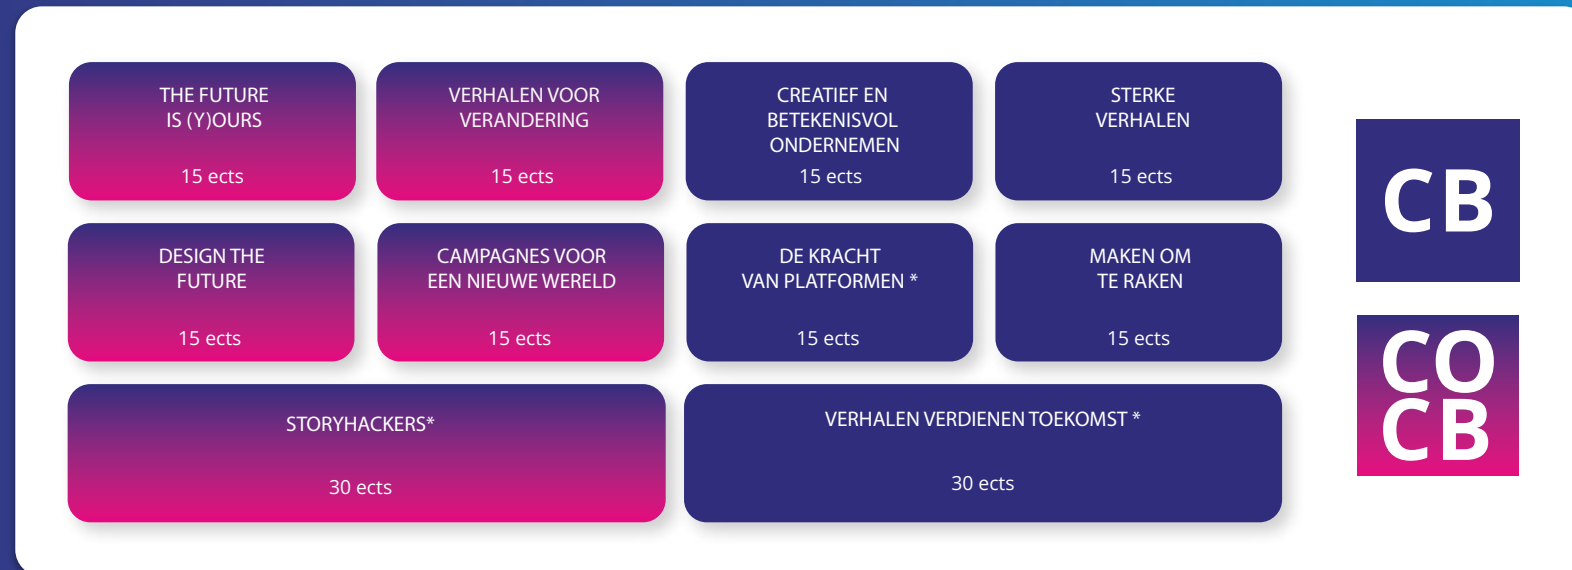 THE FUTURE
IS (Y)OURS
15 ects
VERHALEN VOOR
VERANDERING
15 ects
CREATIEF EN
BETEKENISVOL
ONDERNEMEN
15 ects
STERKE
VERHALEN
15 ects
DESIGN THE
FUTURE
15 ects
CAMPAGNES VOOR
EEN NIEUWE WERELD
15 ects
DE KRACHT
VAN PLATFORMEN *
15 ects
MAKEN OM
TE RAKEN
15 ects
STORYHACKERS*
30 ects
VERHALEN VERDIENEN TOEKOMST *
30 ects
CB
CO
CB